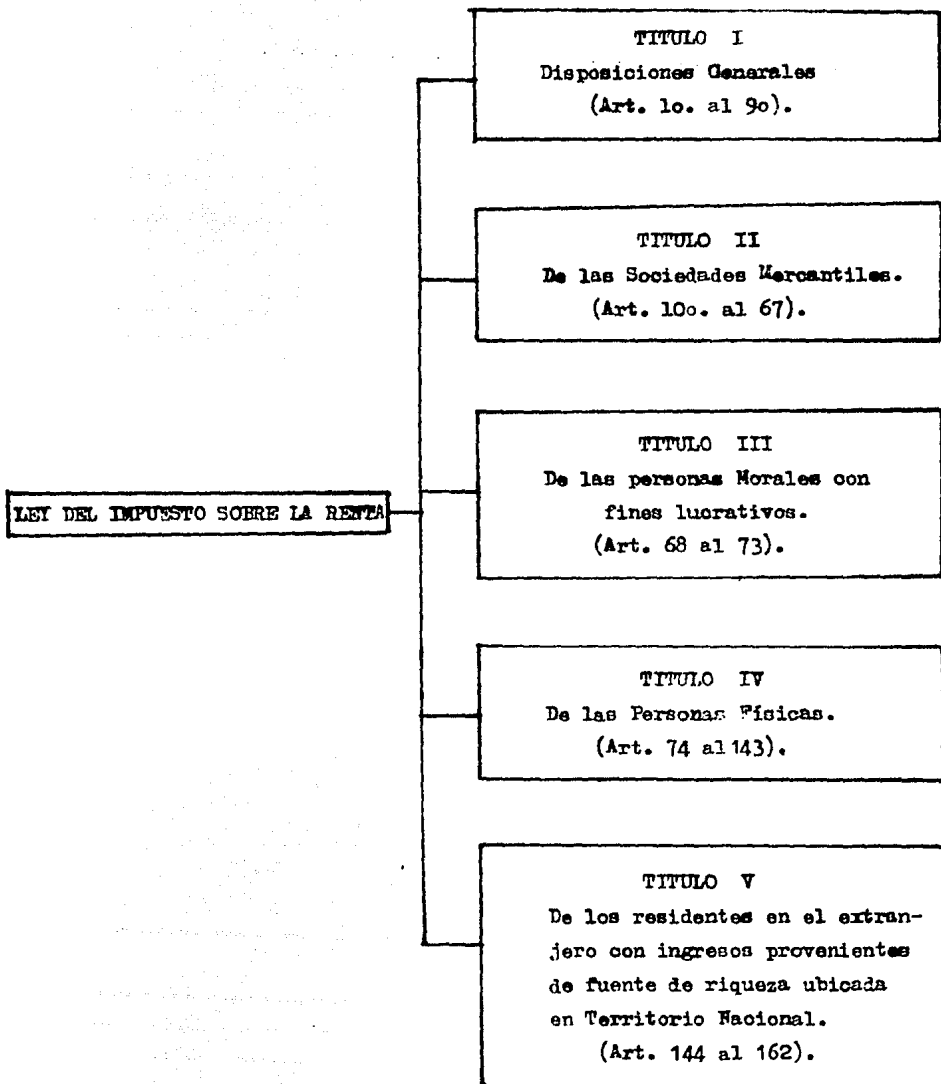 TITULO I
Disposiciones Generales
(Art. 1o. al 9o).
TITULO II
De las Sociedades Mercantiles.
(Art. 10o. al 67).
TITULO III
De las personas Morales con
fines lucrativos.
(Art. 68 al 73).
LEY DEL IMPUESTO SOBRE LA RENTA
TITULO IV
De las Personas Físicas.
(Art. 74 al 143).
TITULO V
De los residentes en el extran-
jero con ingresos provenientes
de fuente de riqueza ubicada
en Territorio Nacional.
(Art. 144 al 162).